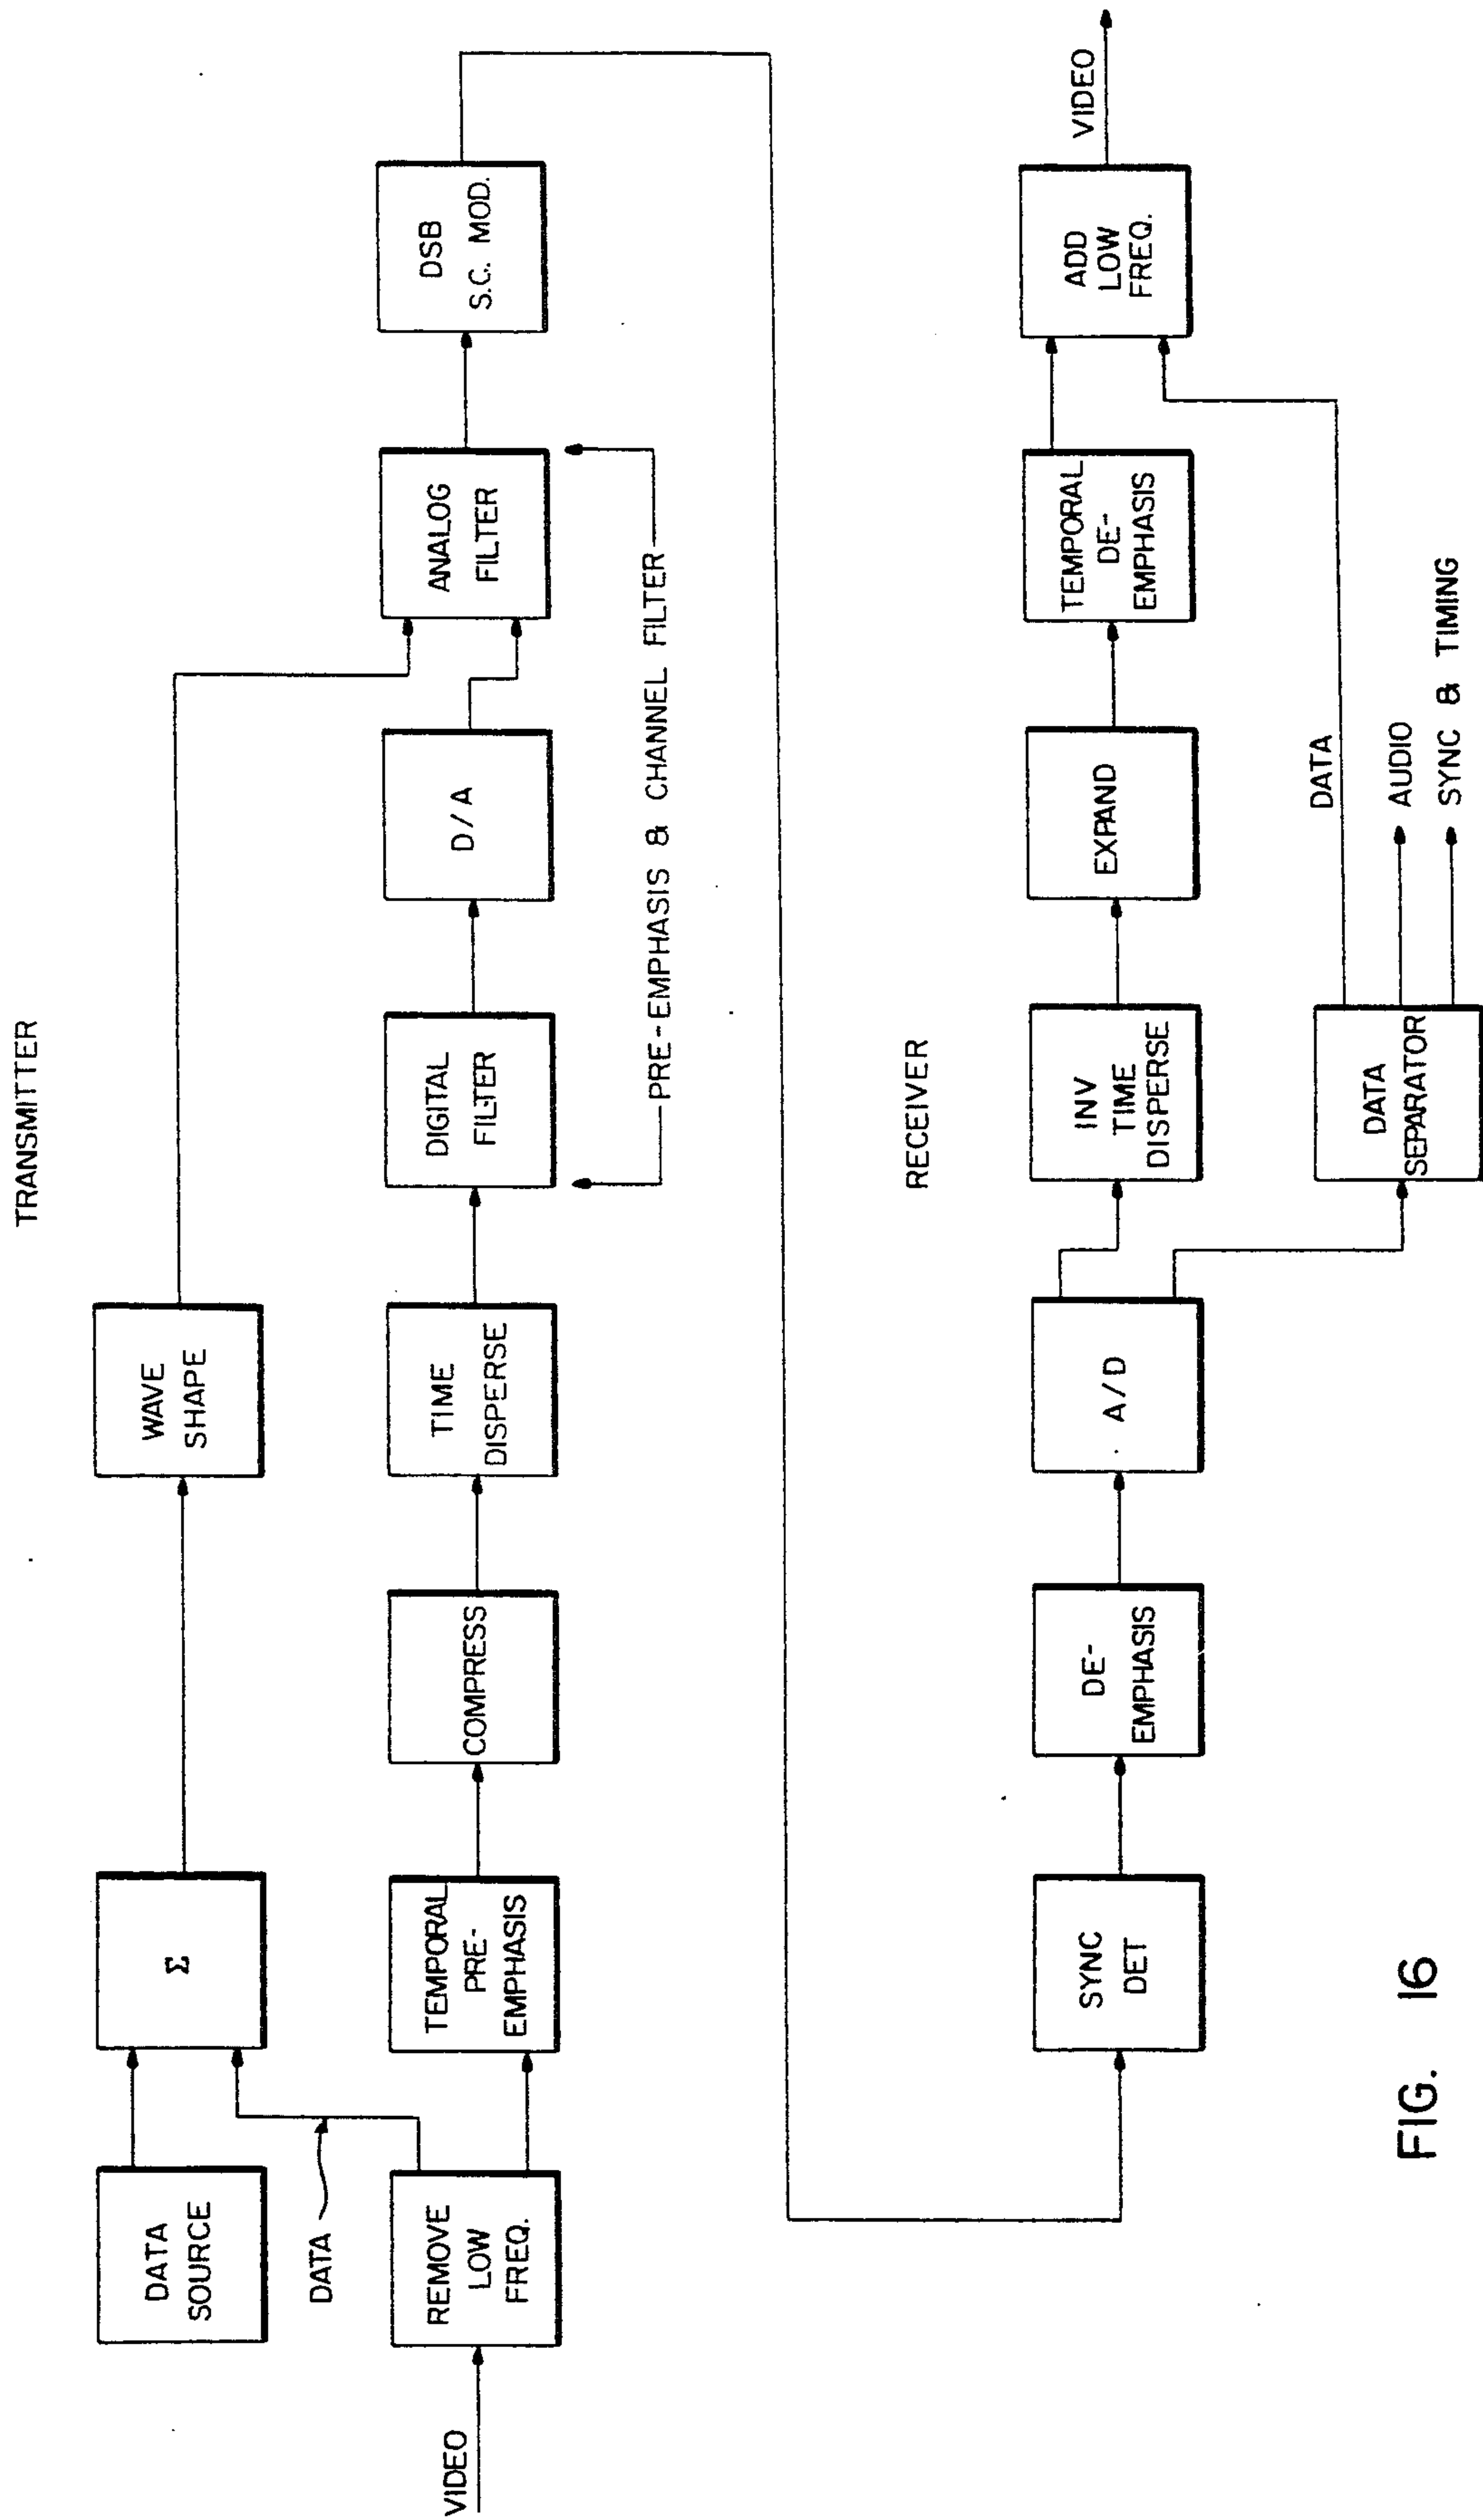 TRANSMITTER
DATA
SOURCE
Σ
WAVE
SHAPE
DATA
VIDEO
REMOVE
LOW
FREQ.
TEMPORAL
PRE-
EMPHASIS
COMPRESS
TIME
DISPERSE
DIGITAL
FILTER
D/A
ANALOG
FILTER
DSB
S.C. MOD.
PRE-EMPHASIS & CHANNEL FILTER
RECEIVER
SYNC
DET
DE-
EMPHASIS
A/D
INV
TIME
DISPERSE
EXPAND
TEMPORAL
DE-
EMPHASIS
ADD
LOW
FREQ.
VIDEO
DATA
SEPARATOR
DATA
AUDIO
SYNC & TIMING
FIG. 16